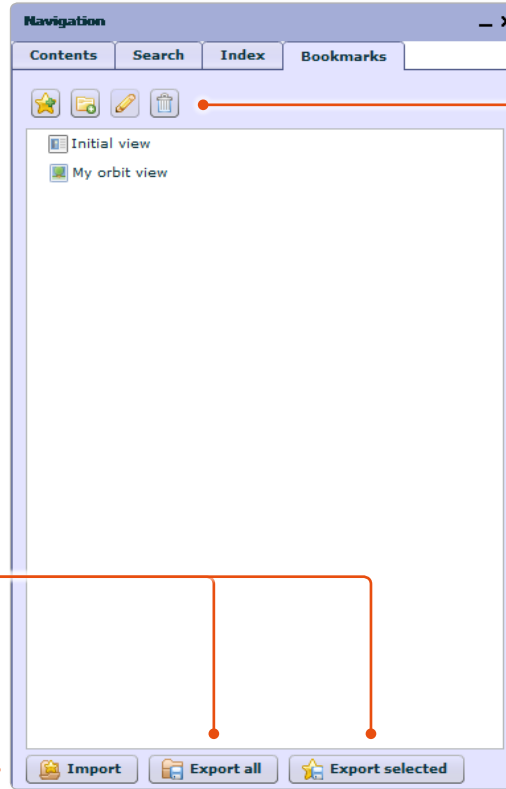 Navigation
Contents Search Index Bookmarks
Initial view
My orbit view
Import Export all Export selected